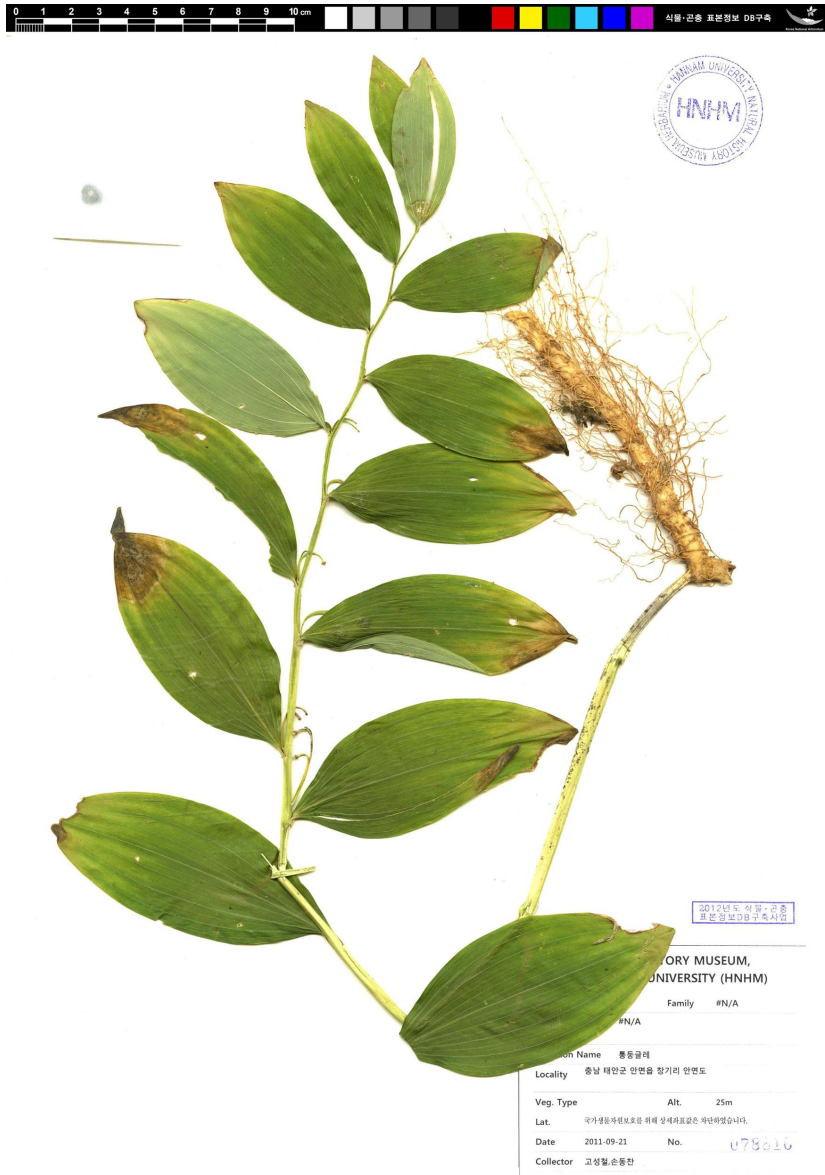 0 1 2 3 4 5 6 7 8 9 10 cm
식물·곤충 표본정보 DB구축
Korea National Arboretum
HANNAM UNIVERSITY NATURAL HISTORY MUSEUM, HERBARIUM
HNHM
2012년도 식물·곤충
표본정보DB구축사업
TORY MUSEUM,
UNIVERSITY (HNHM)
Family #N/A
#N/A
on Name 통둥글레
Locality 충남 태안군 안면읍 창기리 안면도
Veg. Type Alt. 25m
Lat. 국가생물자원보호를 위해 상세좌표값은 차단하였습니다.
Date 2011-09-21 No.
Collector 고성철,손동찬